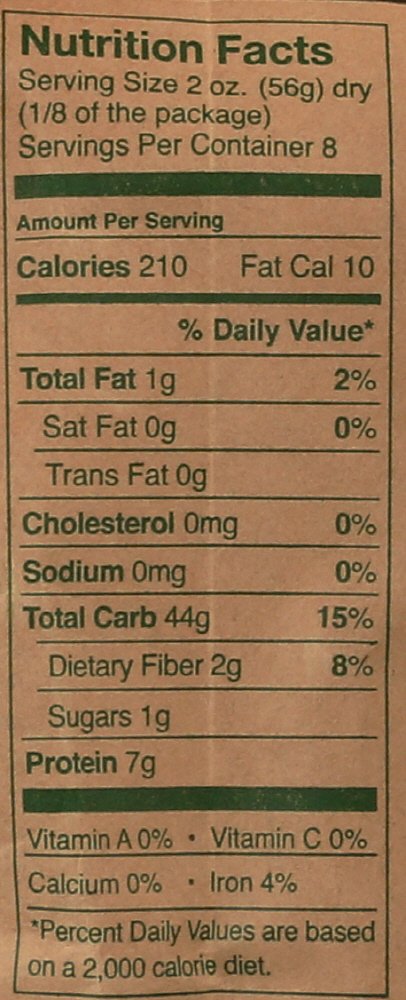 Nutrition Facts
Serving Size 2 oz. (56g) dry
(1/8 of the package)
Servings Per Container 8
Amount Per Serving
Calories 210 Fat Cal 10
% Daily Value*
Total Fat 1g 2%
Sat Fat 0g 0%
Trans Fat 0g
Cholesterol 0mg 0%
Sodium 0mg 0%
Total Carb 44g 15%
Dietary Fiber 2g 8%
Sugars 1g
Protein 7g
Vitamin A 0% • Vitamin C 0%
Calcium 0% • Iron 4%
*Percent Daily Values are based
on a 2,000 calorie diet.